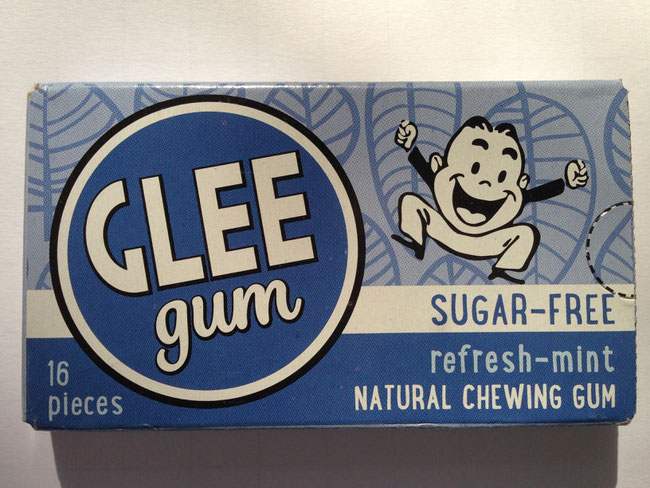 GLEE
gum
SUGAR-FREE
refresh-mint
NATURAL CHEWING GUM
16
pieces